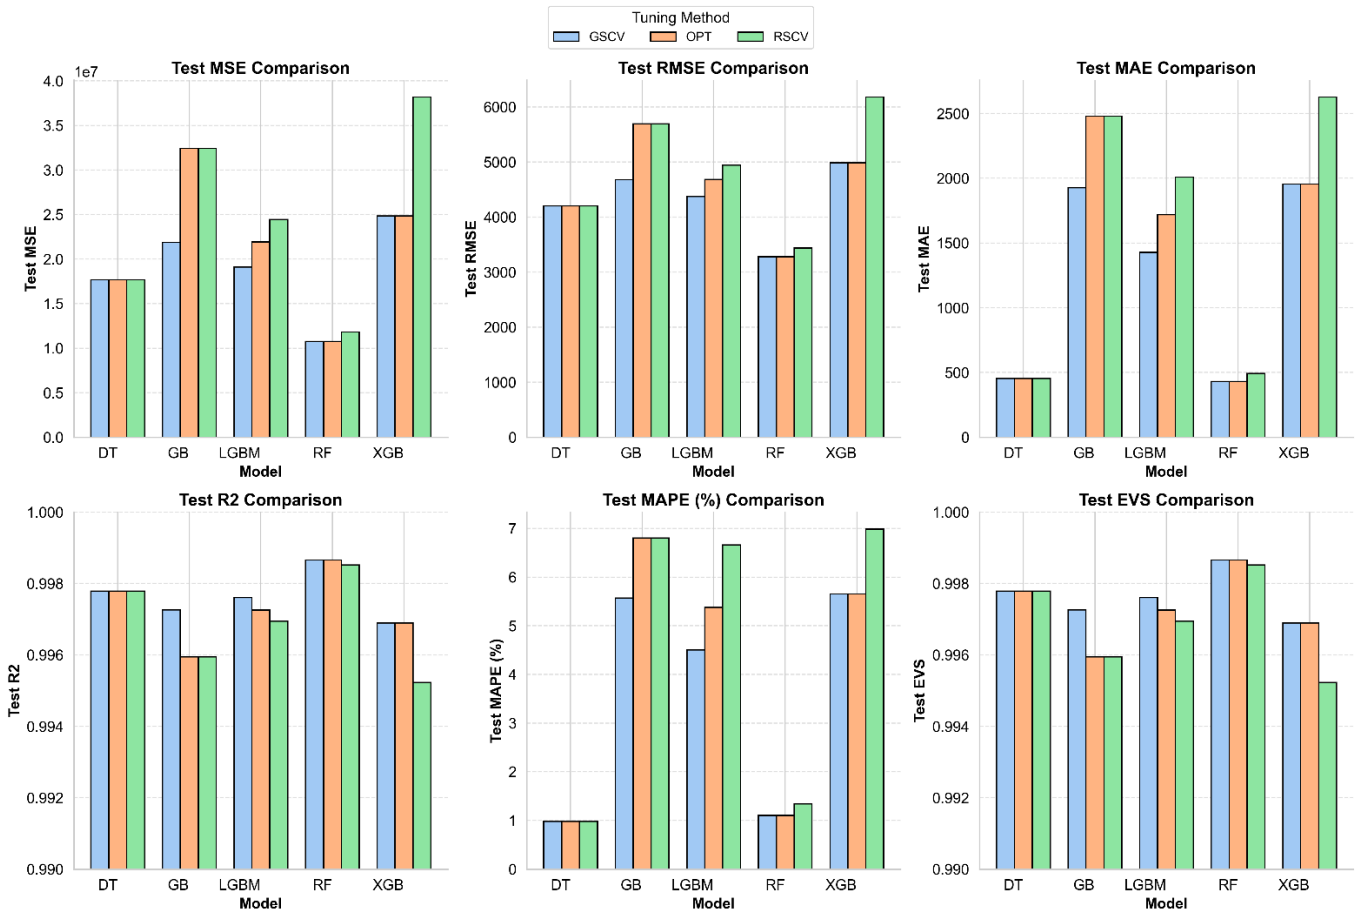 Tuning Method
GSCV OPT RSCV
Test MSE Comparison
1e7
Test MSE
4.0
3.5
3.0
2.5
2.0
1.5
1.0
0.5
0.0
DT GB LGBM RF XGB
Model
Test RMSE Comparison
Test RMSE
6000
5000
4000
3000
2000
1000
0
DT GB LGBM RF XGB
Model
Test MAE Comparison
Test MAE
2500
2000
1500
1000
500
0
DT GB LGBM RF XGB
Model
Test R2 Comparison
Test R2
1.000
0.998
0.996
0.994
0.992
0.990
DT GB LGBM RF XGB
Model
Test MAPE (%) Comparison
Test MAPE (%)
7
6
5
4
3
2
1
0
DT GB LGBM RF XGB
Model
Test EVS Comparison
Test EVS
1.000
0.998
0.996
0.994
0.992
0.990
DT GB LGBM RF XGB
Model